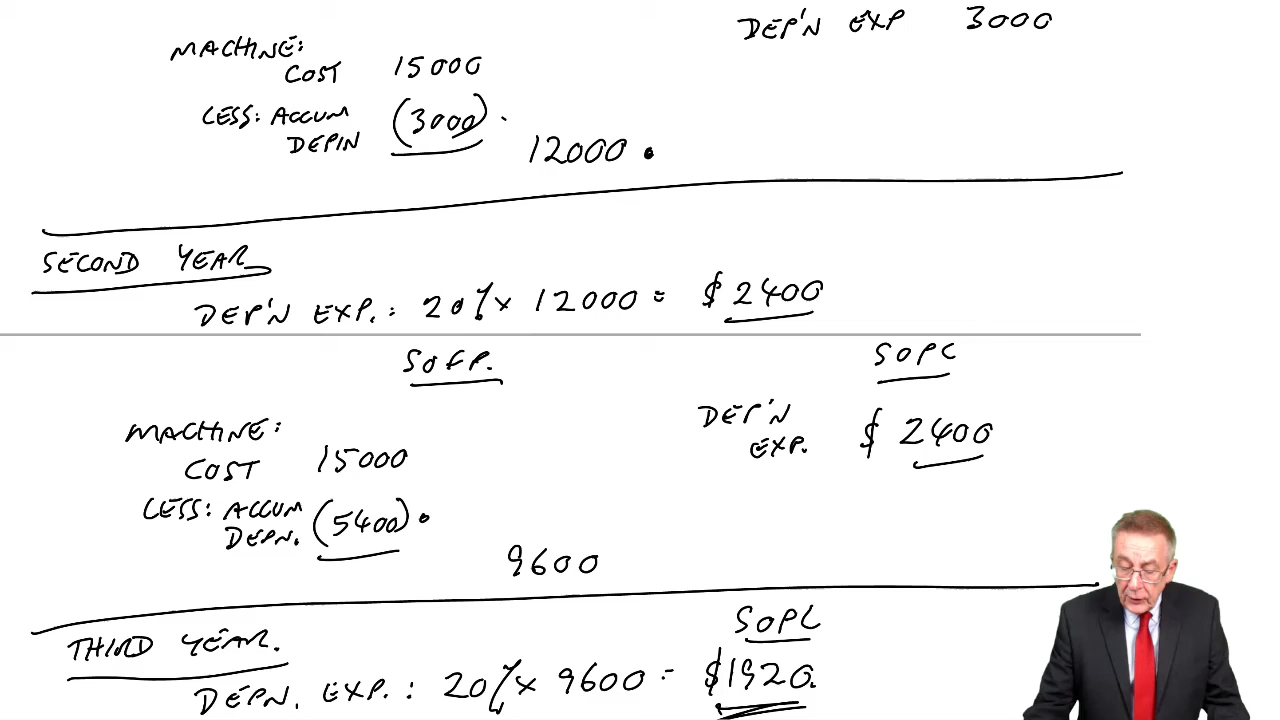 DEP'N EXP 3000
MACHINE:
COST 15000
LESS: ACCUM
DEP'N (3000)
12000
SECOND YEAR
DEP'N EXP.: 20% x 12000 = $2400
SOFP.
SOPL
MACHINE:
COST 15000
LESS: ACCUM
DEPN. (5400)
9600
DEP'N
EXP. $ 2400
THIRD YEAR.
SOPL
DEPN. EXP.: 20% x 9600 = $1920.